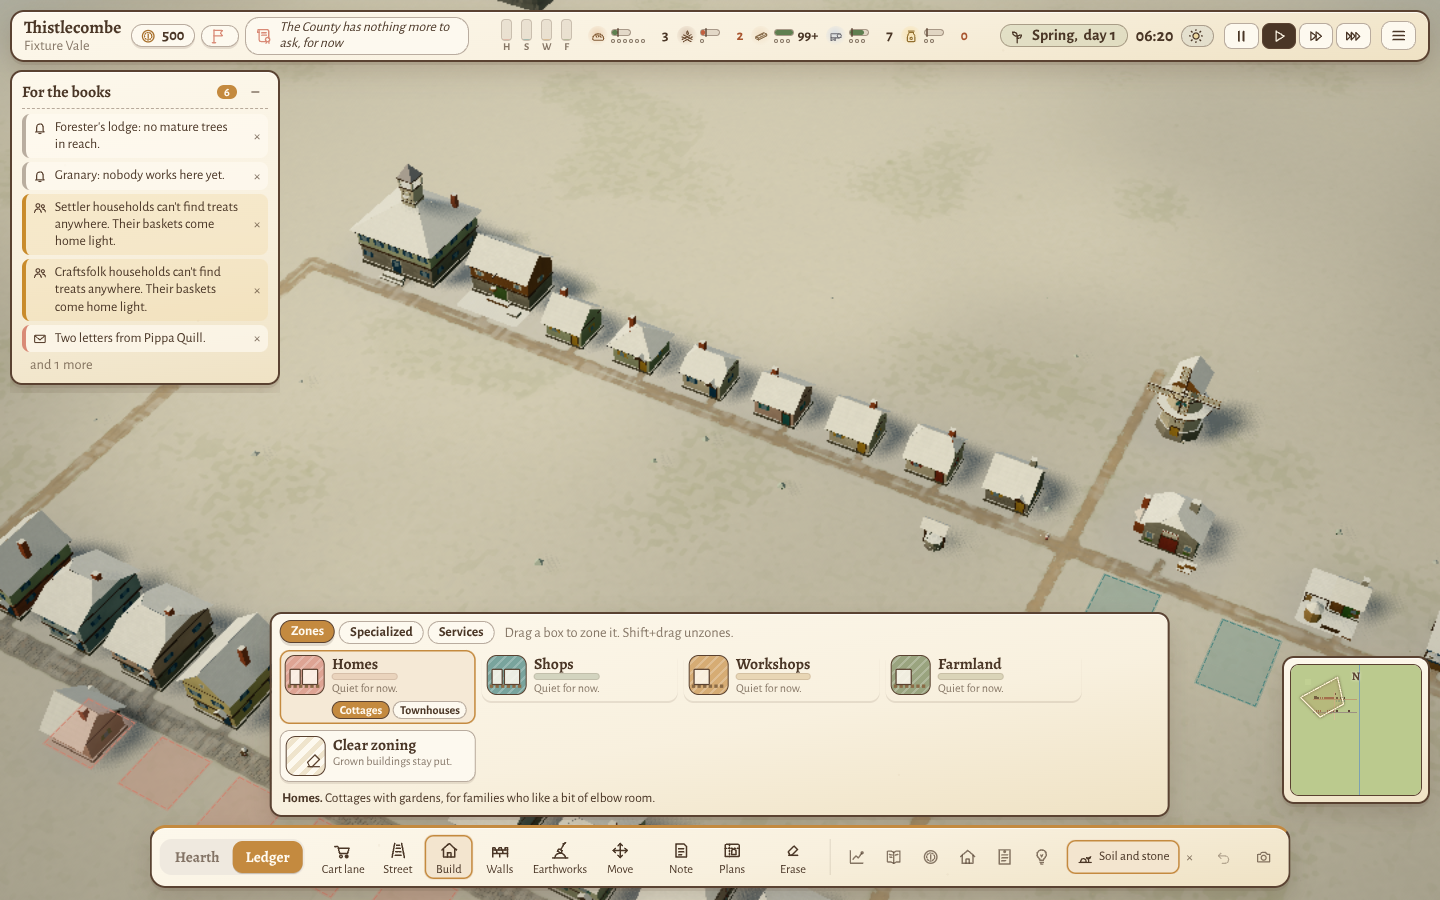 Thistlecombe
Fixture Vale
500
The County has nothing more to
ask, for now
H S W F
3
2
99+
7
0
Spring, day 1
06:20
For the books
6
Forester's lodge: no mature trees
in reach.
Granary: nobody works here yet.
Settler households can't find treats
anywhere. Their baskets come
home light.
Craftsfolk households can't find
treats anywhere. Their baskets
come home light.
Two letters from Pippa Quill.
and 1 more
Zones
Specialized
Services
Drag a box to zone it. Shift+drag unzones.
Homes
Quiet for now.
Cottages
Townhouses
Shops
Quiet for now.
Workshops
Quiet for now.
Farmland
Quiet for now.
Clear zoning
Grown buildings stay put.
Homes. Cottages with gardens, for families who like a bit of elbow room.
N
Hearth
Ledger
Cart lane
Street
Build
Walls
Earthworks
Move
Note
Plans
Erase
Soil and stone